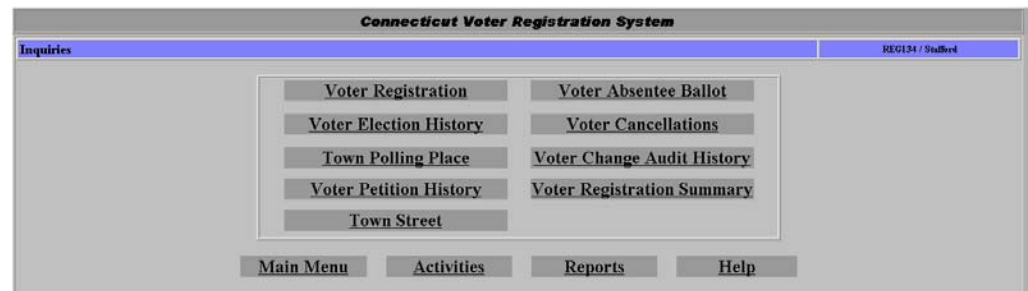 Connecticut Voter Registration System
Inquiries REG134 / Stafford
Voter Registration Voter Absentee Ballot
Voter Election History Voter Cancellations
Town Polling Place Voter Change Audit History
Voter Petition History Voter Registration Summary
Town Street
Main Menu Activities Reports Help